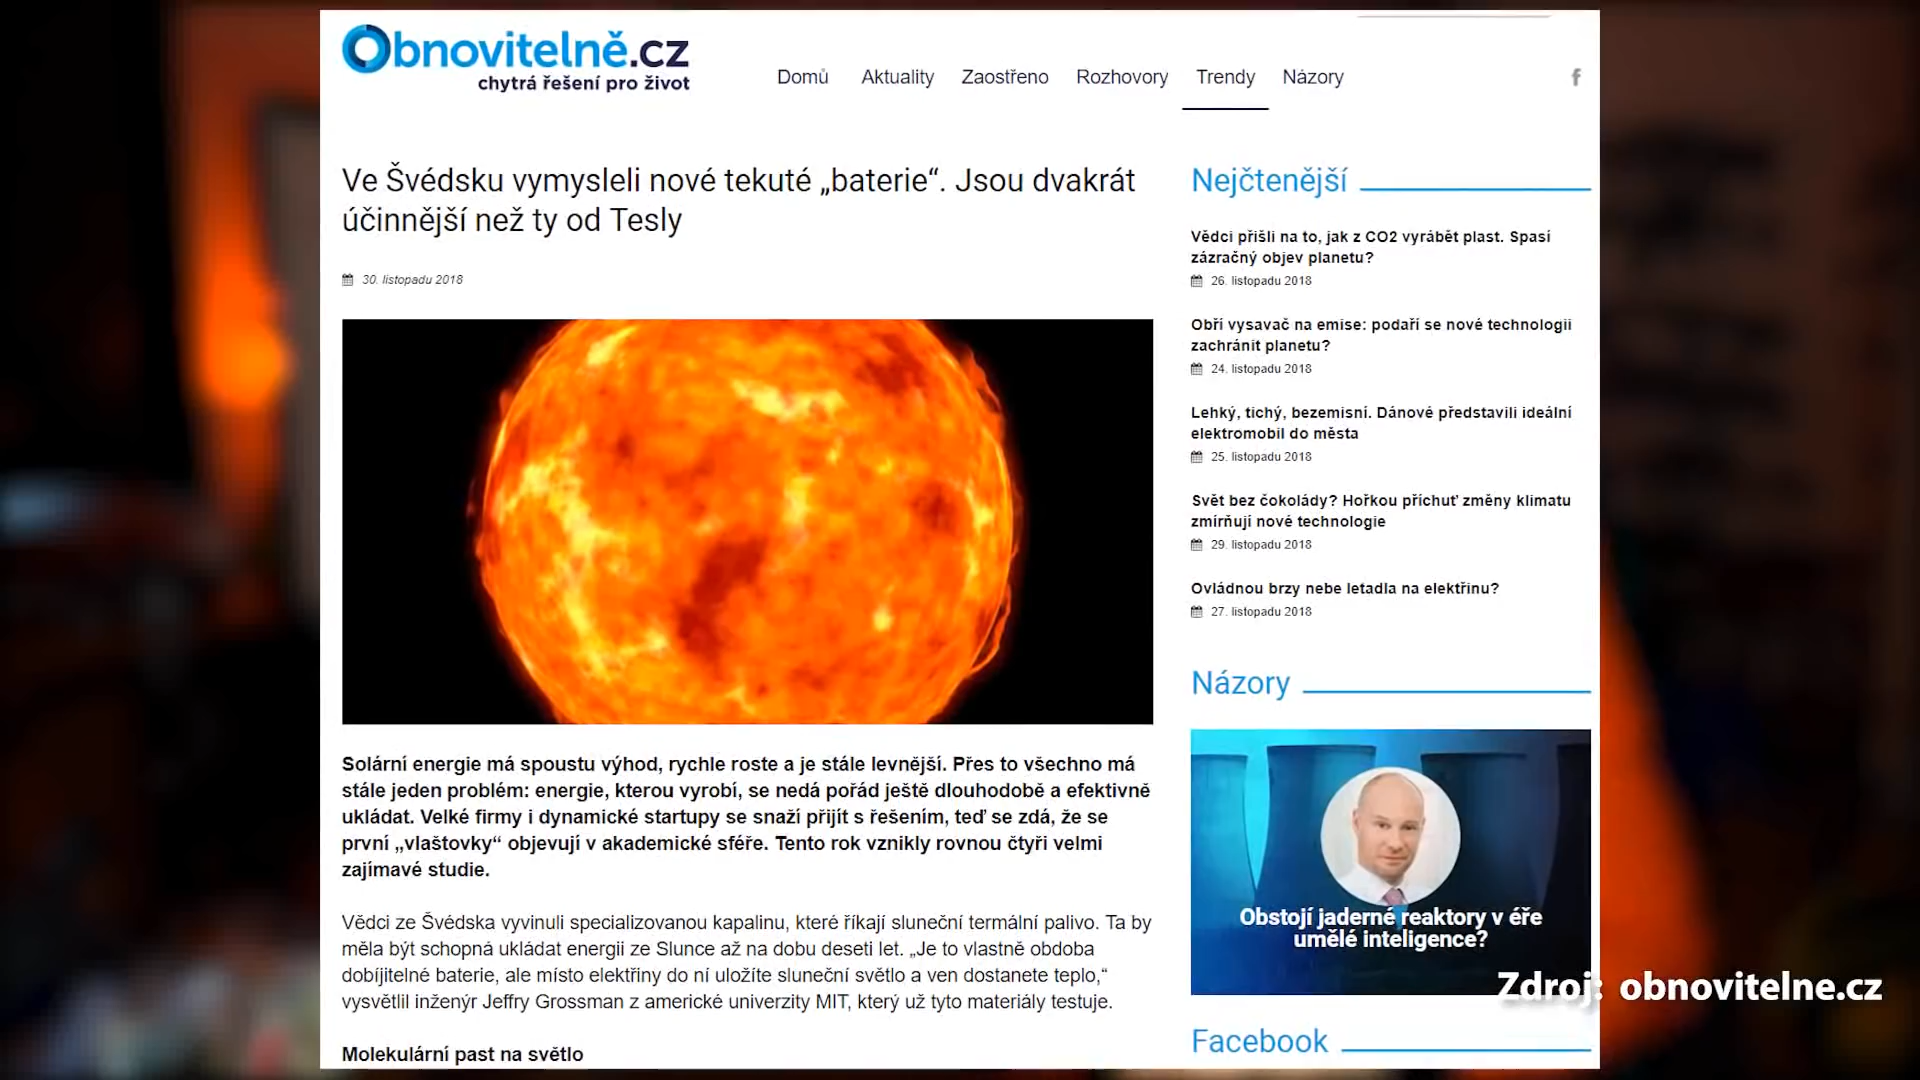 Obnovitelně.cz
chytrá řešení pro život
Domů Aktuality Zaostřeno Rozhovory Trendy Názory
f
Ve Švédsku vymysleli nové tekuté „baterie“. Jsou dvakrát
účinnější než ty od Tesly
30. listopadu 2018
Solární energie má spoustu výhod, rychle roste a je stále levnější. Přes to všechno má
stále jeden problém: energie, kterou vyrobí, se nedá pořád ještě dlouhodobě a efektivně
ukládat. Velké firmy i dynamické startupy se snaží přijít s řešením, teď se zdá, že se
první „vlaštovky“ objevují v akademické sféře. Tento rok vznikly rovnou čtyři velmi
zajímavé studie.
Vědci ze Švédska vyvinuli specializovanou kapalinu, které říkají sluneční termální palivo. Ta by
měla být schopná ukládat energii ze Slunce až na dobu deseti let. „Je to vlastně obdoba
dobíjitelné baterie, ale místo elektřiny do ní uložíte sluneční světlo a ven dostanete teplo,“
vysvětlil inženýr Jeffry Grossman z americké univerzity MIT, který už tyto materiály testuje.
Molekulární past na světlo
Nejčtenější
Vědci přišli na to, jak z CO2 vyrábět plast. Spasí
zázračný objev planetu?
26. listopadu 2018
Obří vysavač na emise: podaří se nové technologii
zachránit planetu?
24. listopadu 2018
Lehký, tichý, bezemisní. Dánové představili ideální
elektromobil do města
25. listopadu 2018
Svět bez čokolády? Hořkou příchuť změny klimatu
zmírňují nové technologie
29. listopadu 2018
Ovládnou brzy nebe letadla na elektřinu?
27. listopadu 2018
Názory
Obstojí jaderné reaktory v éře
umělé inteligence?
Zdroj: obnovitelne.cz
Facebook